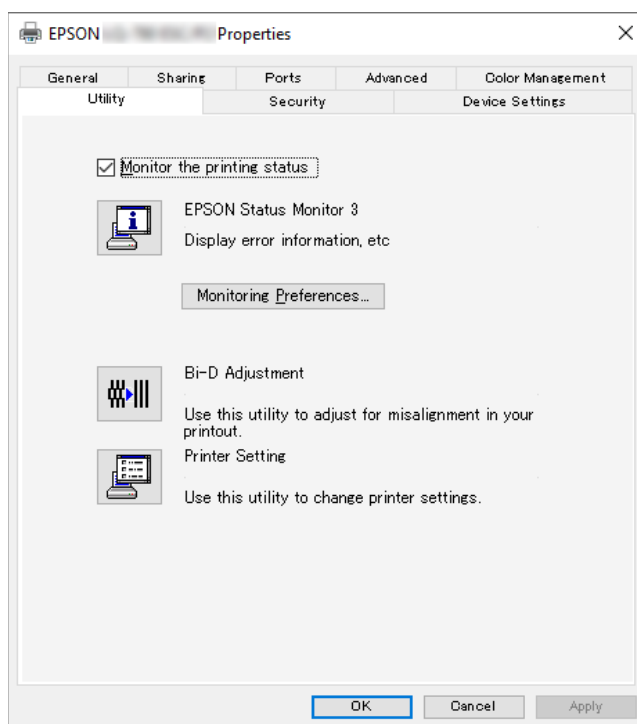 EPSON Properties
General Sharing Ports Advanced Color Management
Utility Security Device Settings
Monitor the printing status
EPSON Status Monitor 3
Display error information, etc
Monitoring Preferences...
Bi-D Adjustment
Use this utility to adjust for misalignment in your
printout.
Printer Setting
Use this utility to change printer settings.
OK Cancel Apply